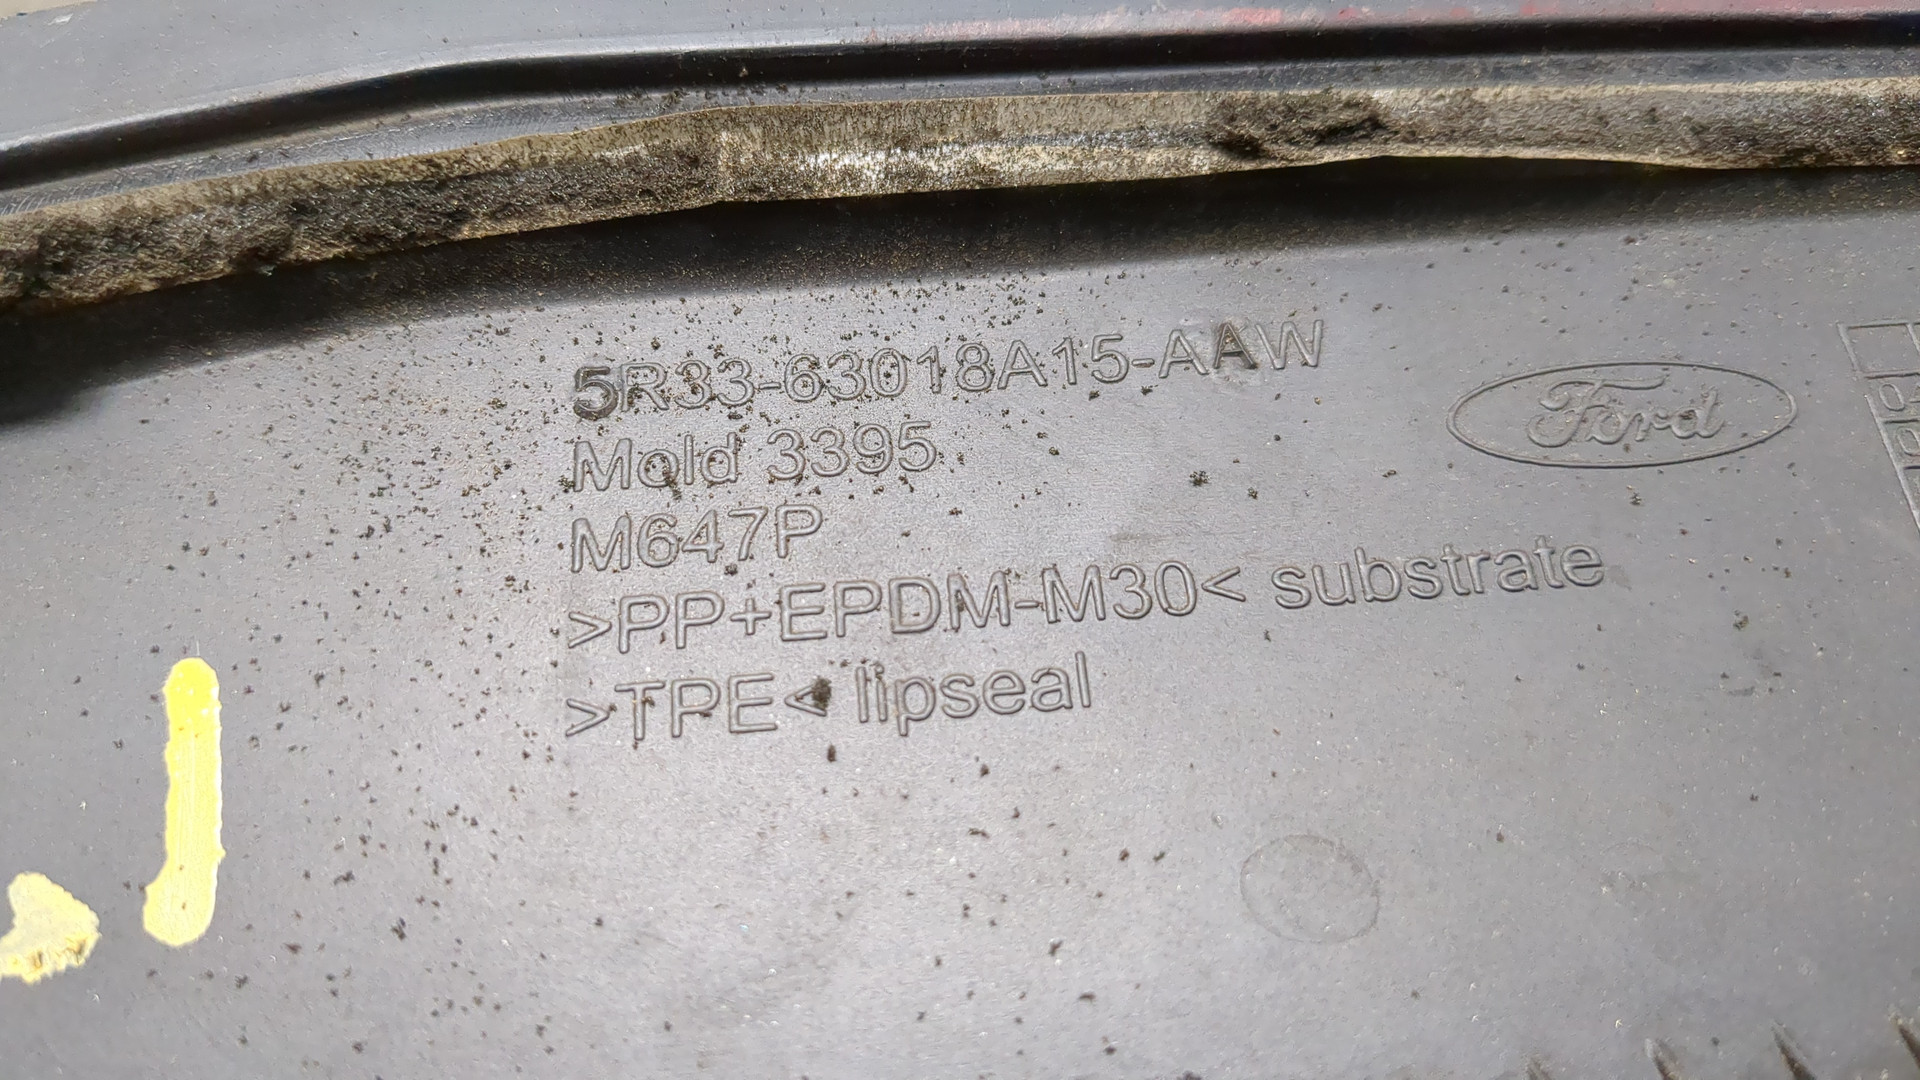 5R33-63018A15-AAW
Mold 3395
M647P
>PP+EPDM-M30< substrate
>TPE< lipseal
Ford